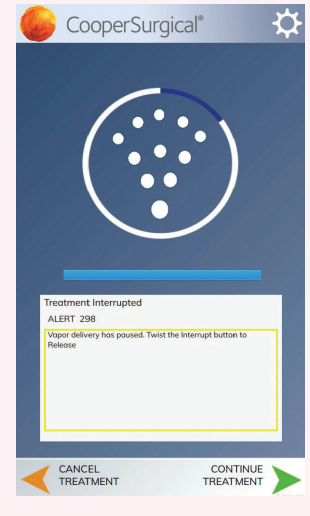 CooperSurgical®
Treatment Interrupted
ALERT 298
Vapor delivery has paused. Twist the Interrupt button to
Release
CANCEL
TREATMENT
CONTINUE
TREATMENT